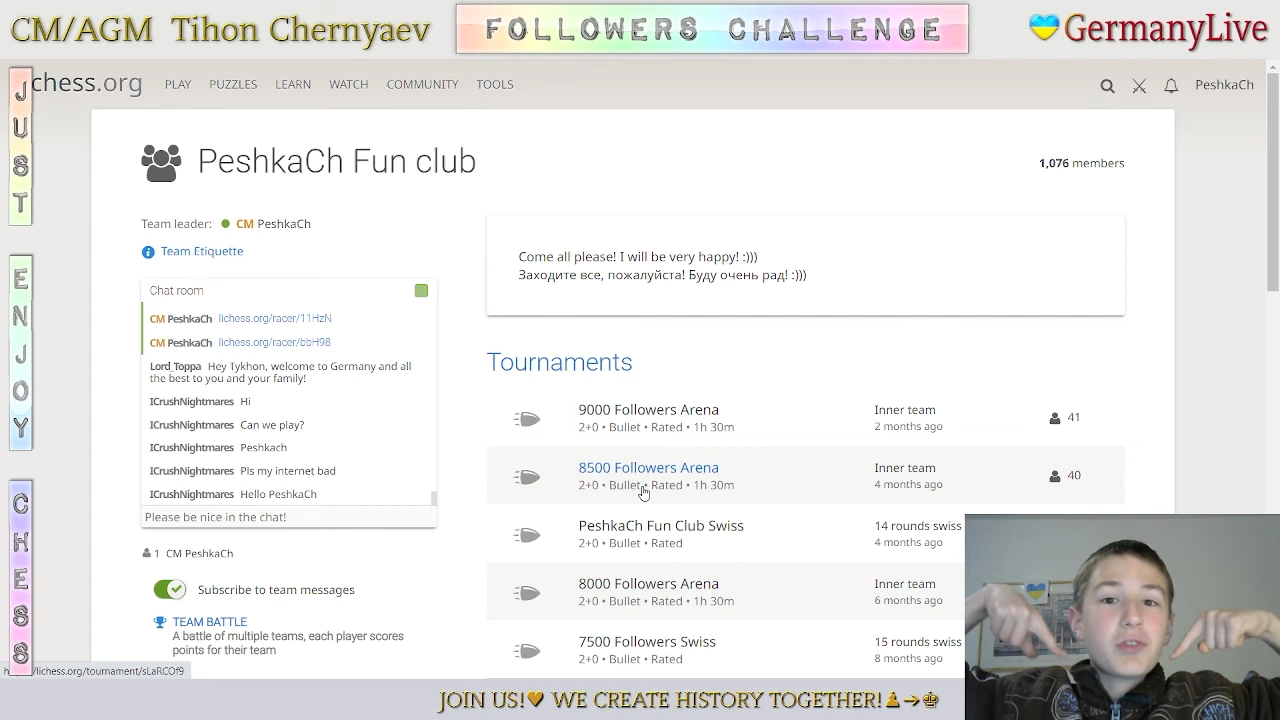 CM/AGM Tihon Chernyaev
FOLLOWERS CHALLENGE
GermanyLive
JUST
ENJOY
CHESS
chess.org
PLAY PUZZLES LEARN WATCH COMMUNITY TOOLS
PeshkaCh
PeshkaCh Fun club
1,076 members
Team leader: CM PeshkaCh
Team Etiquette
Come all please! I will be very happy! :)))
Заходите все, пожалуйста! Буду очень рад! :)))
Chat room
CM PeshkaCh lichess.org/racer/11HzN
CM PeshkaCh lichess.org/racer/bbH98
Lord_Toppa Hey Tykhon, welcome to Germany and all
the best to you and your family!
ICrushNightmares Hi
ICrushNightmares Can we play?
ICrushNightmares Peshkach
ICrushNightmares Pls my internet bad
ICrushNightmares Hello PeshkaCh
Please be nice in the chat!
1 CM PeshkaCh
Subscribe to team messages
TEAM BATTLE
A battle of multiple teams, each player scores
points for their team
Tournaments
9000 Followers Arena Inner team 41
2+0 • Bullet • Rated • 1h 30m 2 months ago
8500 Followers Arena Inner team 40
2+0 • Bullet • Rated • 1h 30m 4 months ago
PeshkaCh Fun Club Swiss 14 rounds swiss
2+0 • Bullet • Rated 4 months ago
8000 Followers Arena Inner team
2+0 • Bullet • Rated • 1h 30m 6 months ago
7500 Followers Swiss 15 rounds swiss
2+0 • Bullet • Rated 8 months ago
/lichess.org/tournament/sLaRCOf9
JOIN US!🧡 WE CREATE HISTORY TOGETHER!♟→♚